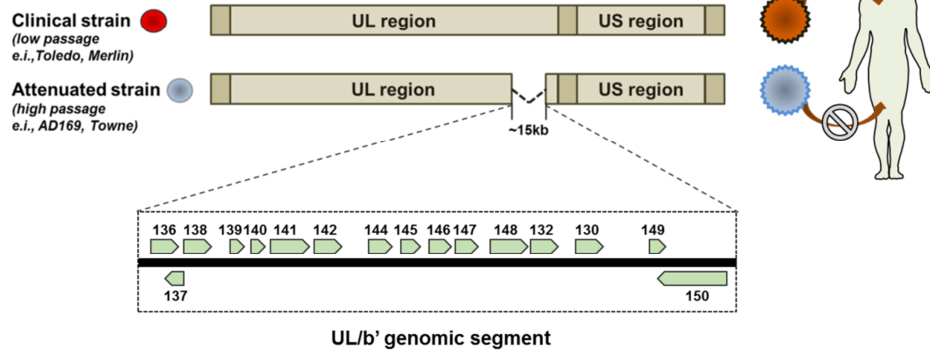 Clinical strain
(low passage
e.i.,Toledo, Merlin)
UL region
US region
Attenuated strain
(high passage
e.i., AD169, Towne)
UL region
US region
~15kb
136 138 139 140 141 142 144 145 146 147 148 132 130 149
137 150
UL/b’ genomic segment